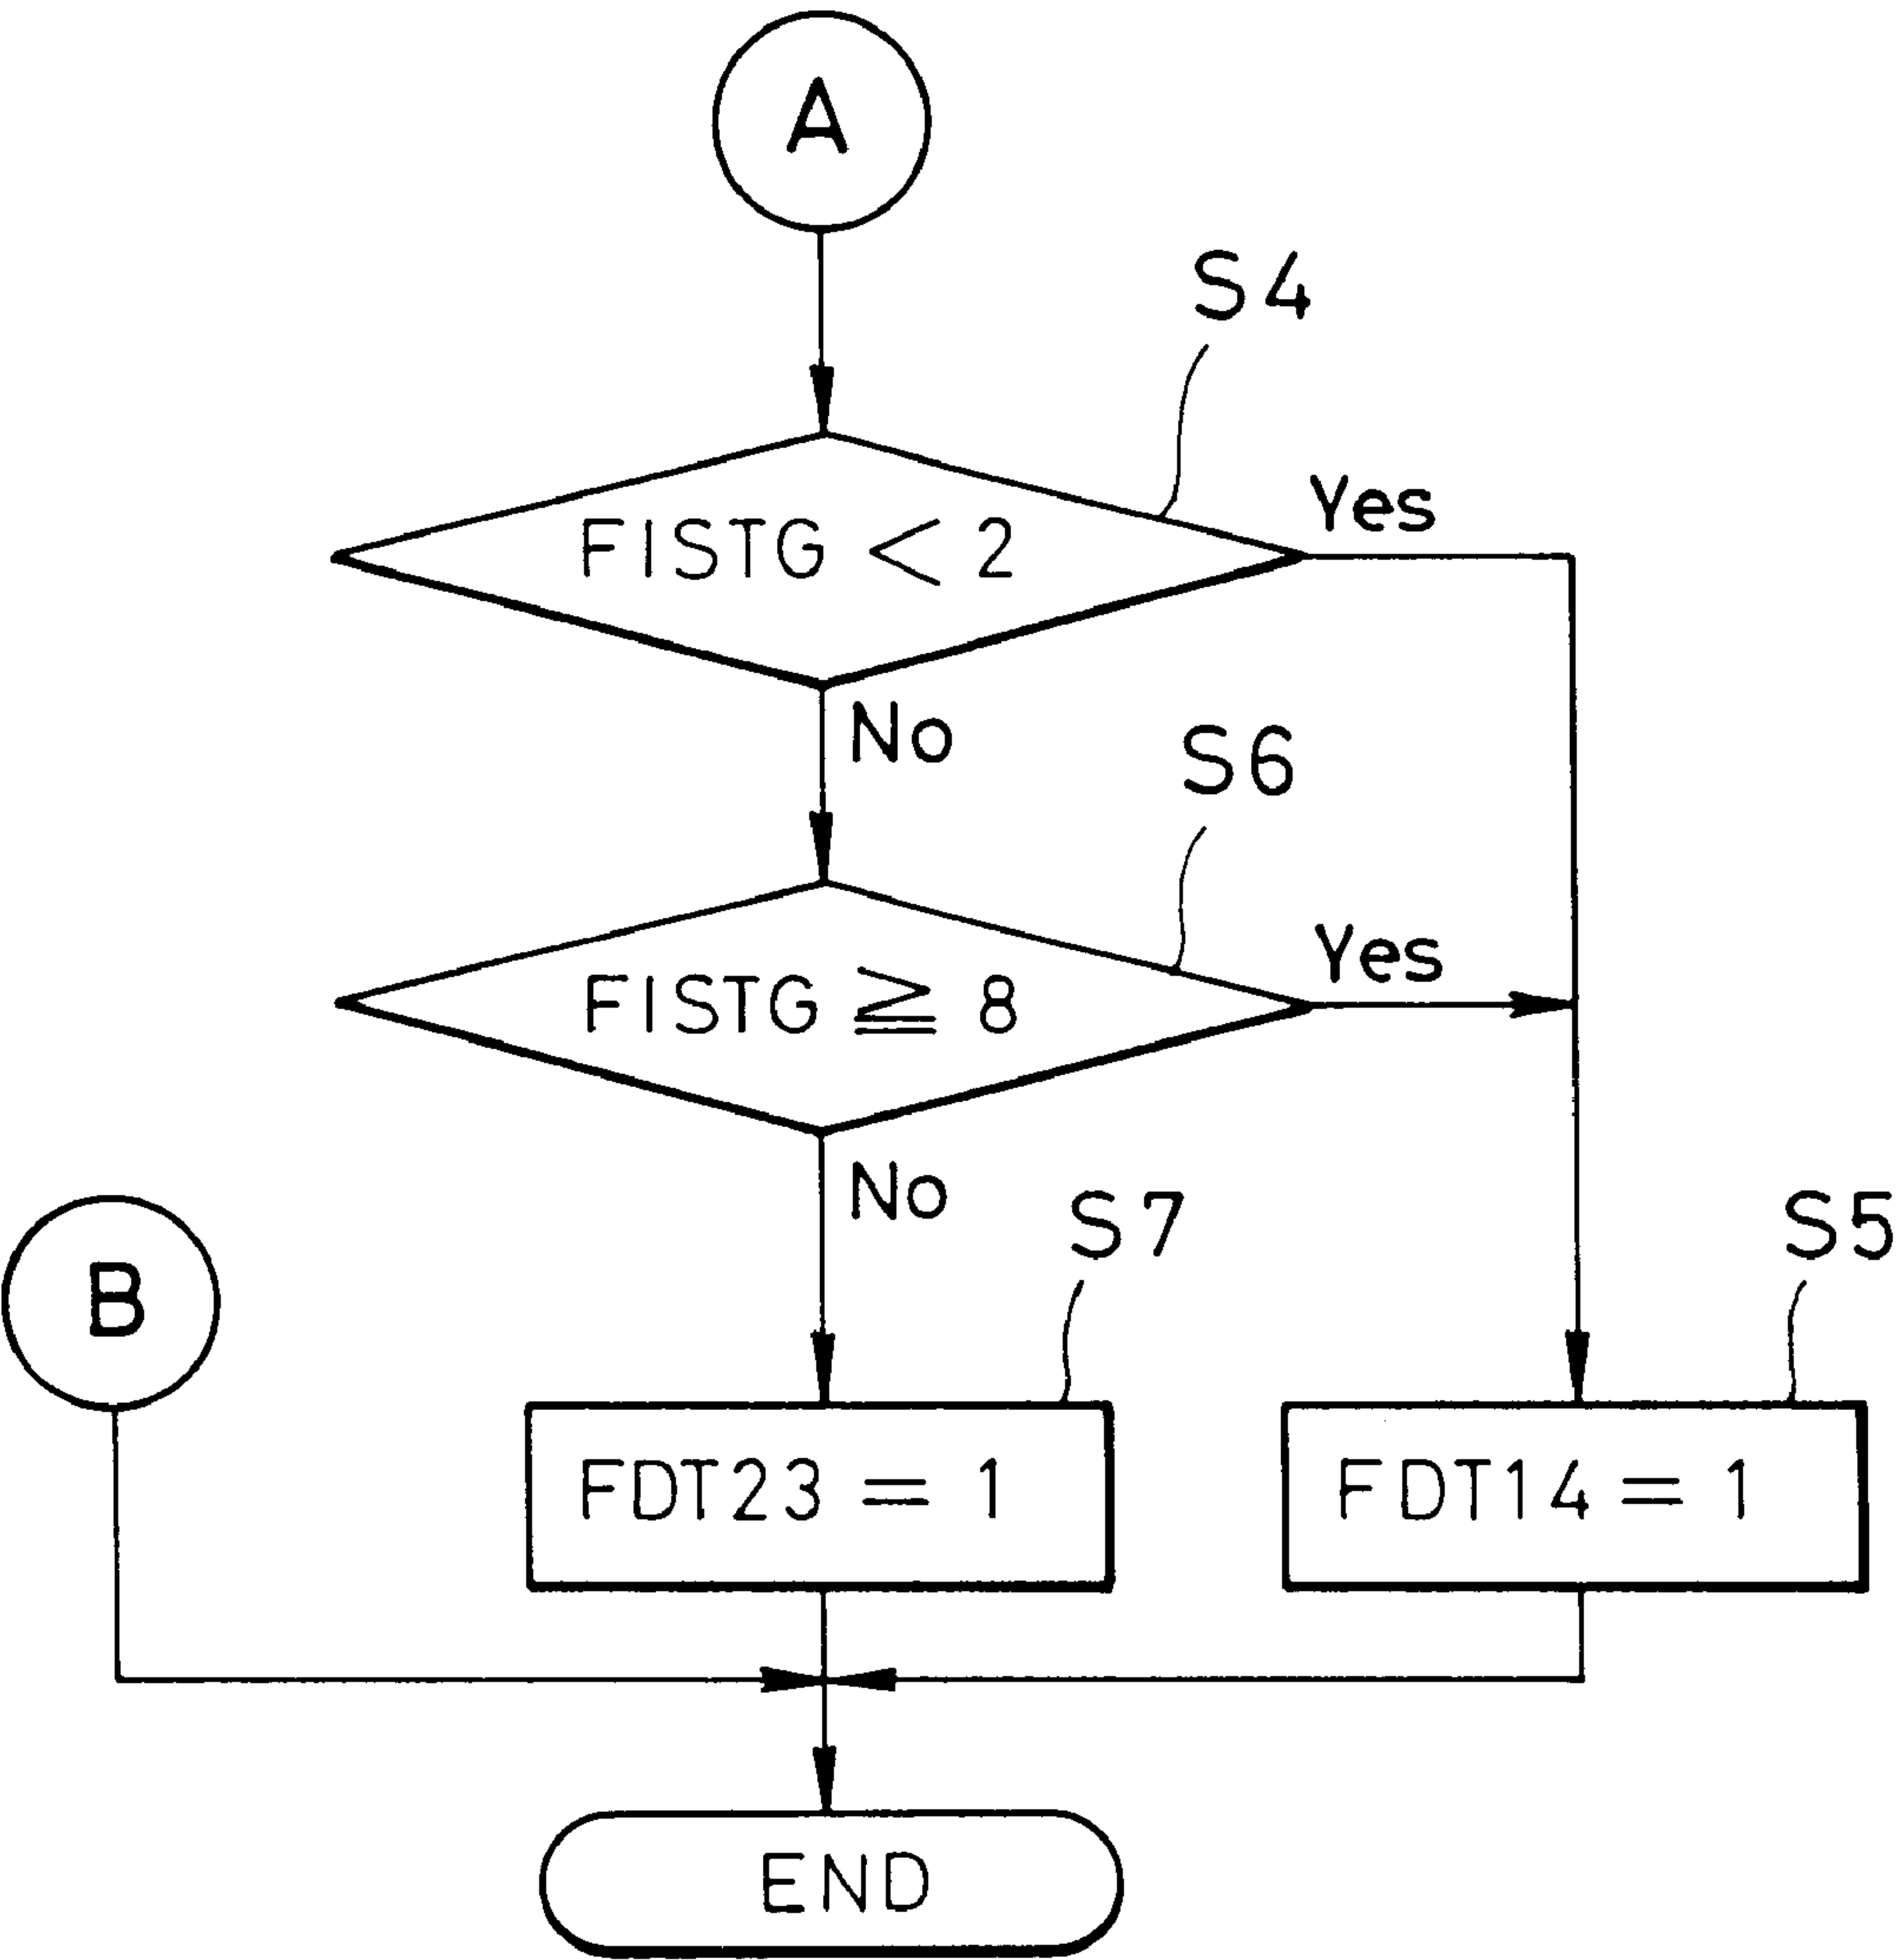 A
S4
FISTG < 2
Yes
No
S6
FISTG ≧ 8
Yes
No
S7
S5
B
FDT23 = 1
FDT14 = 1
END